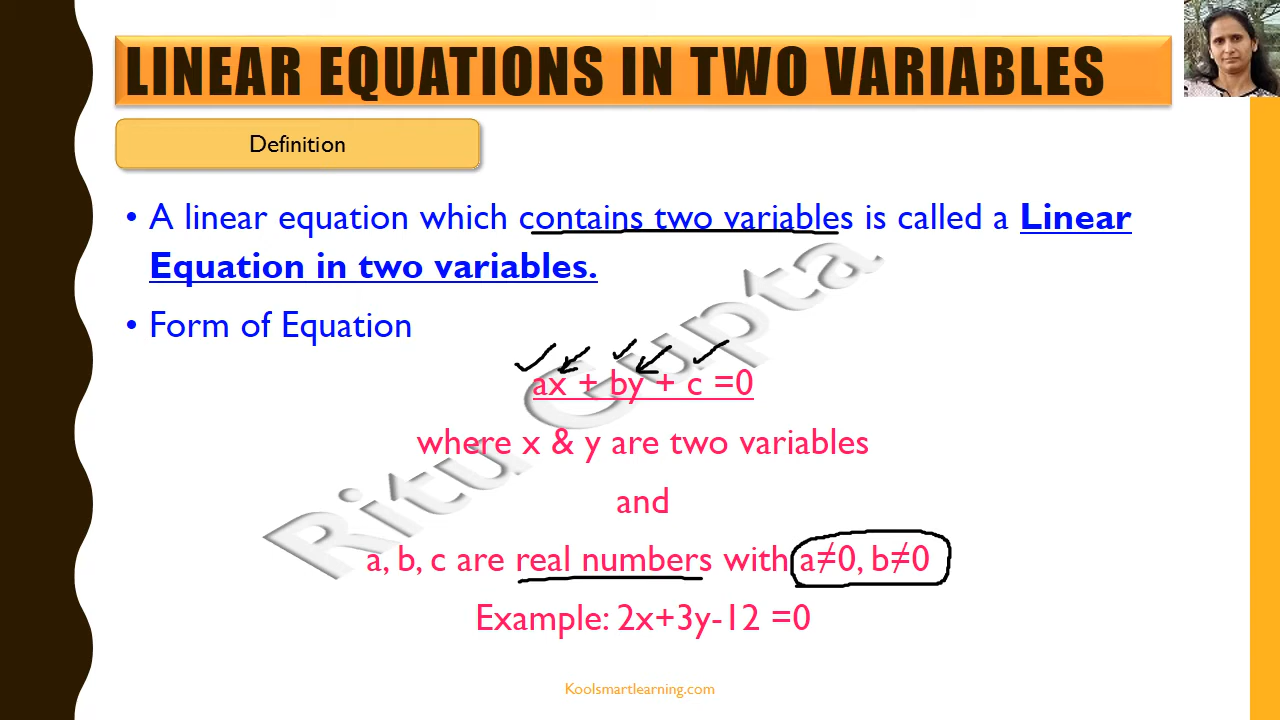 LINEAR EQUATIONS IN TWO VARIABLES
Definition
• A linear equation which contains two variables is called a Linear
Equation in two variables.
• Form of Equation
ax + by + c =0
where x & y are two variables
and
a, b, c are real numbers with a≠0, b≠0
Example: 2x+3y-12 =0
Ritu Gupta
Koolsmartlearning.com